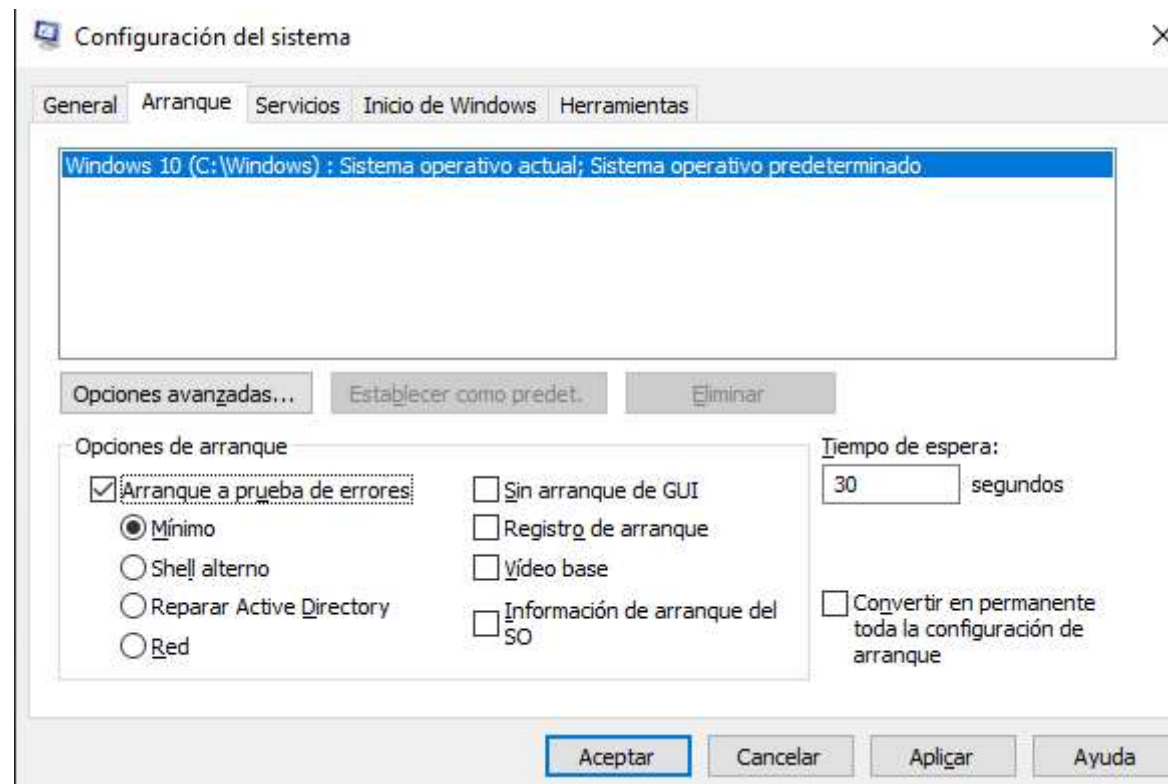 Configuración del sistema
General Arranque Servicios Inicio de Windows Herramientas
Windows 10 (C:\Windows) : Sistema operativo actual; Sistema operativo predeterminado
Opciones avanzadas... Establecer como predet. Eliminar
Opciones de arranque
Arranque a prueba de errores
Mínimo
Shell alterno
Reparar Active Directory
Red
Sin arranque de GUI
Registro de arranque
Vídeo base
Información de arranque del
SO
Tiempo de espera:
30 segundos
Convertir en permanente
toda la configuración de
arranque
Aceptar Cancelar Aplicar Ayuda